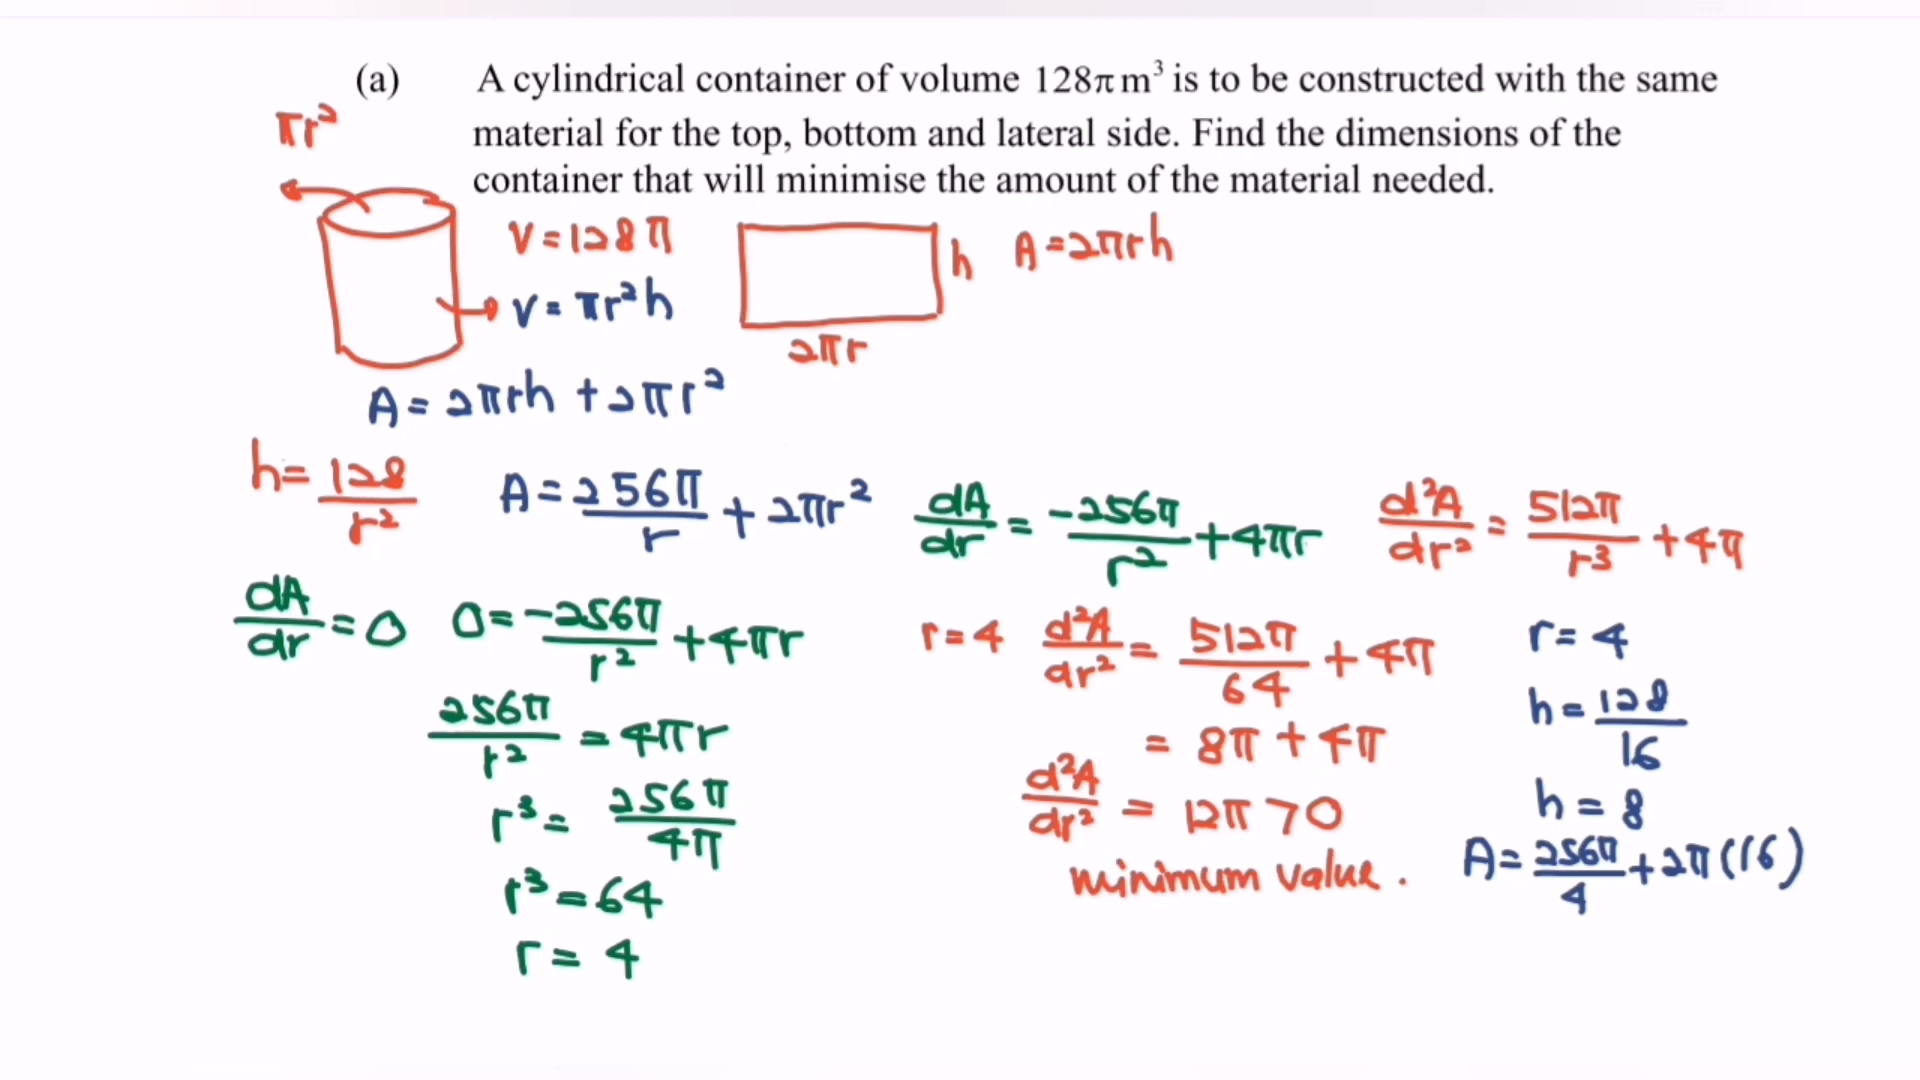 (a) A cylindrical container of volume 128π m³ is to be constructed with the same
material for the top, bottom and lateral side. Find the dimensions of the
container that will minimise the amount of the material needed.
πr²
V = 128π
V = πr²h
h
2πr
A = 2πrh
A = 2πrh + 2πr²
h = 128/r²
A = 256π/r + 2πr²
dA/dr = 0
0 = -256π/r² + 4πr
256π/r² = 4πr
r³ = 256π/4π
r³ = 64
r = 4
dA/dr = -256π/r² + 4πr
d²A/dr² = 512π/r³ + 4π
r = 4
d²A/dr² = 512π/64 + 4π
= 8π + 4π
d²A/dr² = 12π > 0
minimum value.
r = 4
h = 128/16
h = 8
A = 256π/4 + 2π(16)